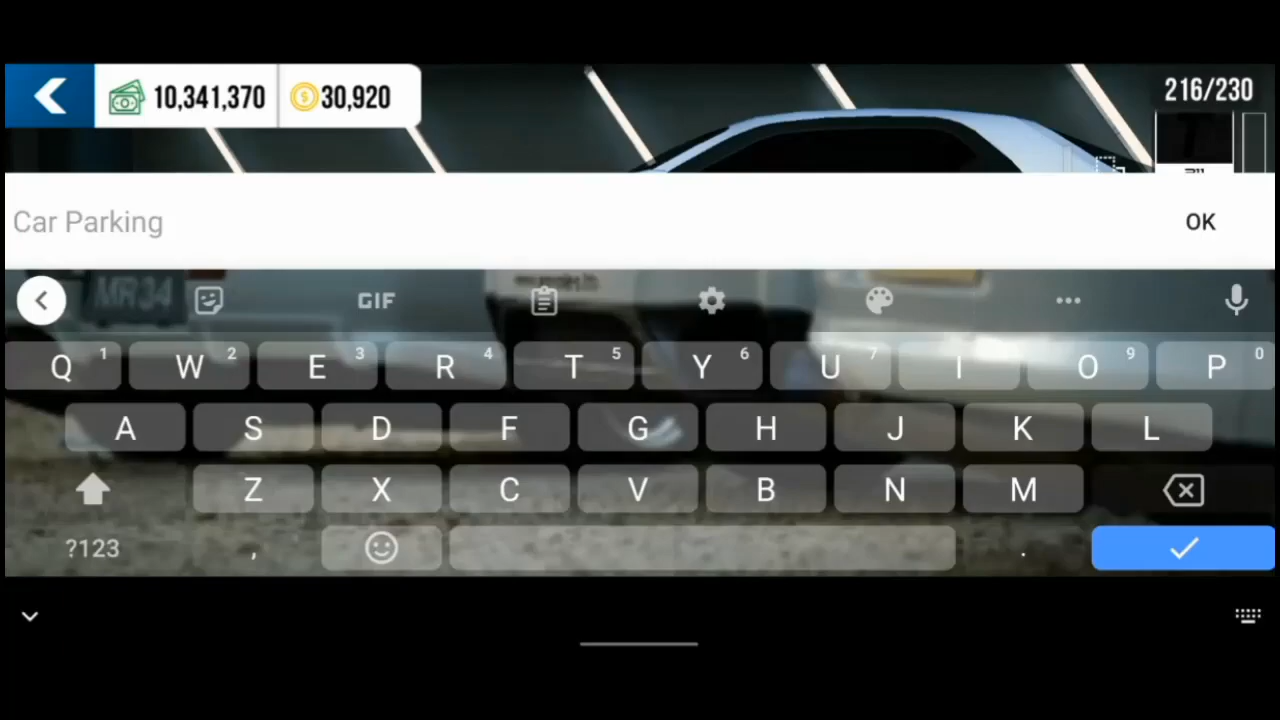 10,341,370 30,920
216/230
Car Parking
OK
MR34
GIF
Q 1 W 2 E 3 R 4 T 5 Y 6 U 7 I O 9 P 0
A S D F G H J K L
Z X C V B N M
?123 , .